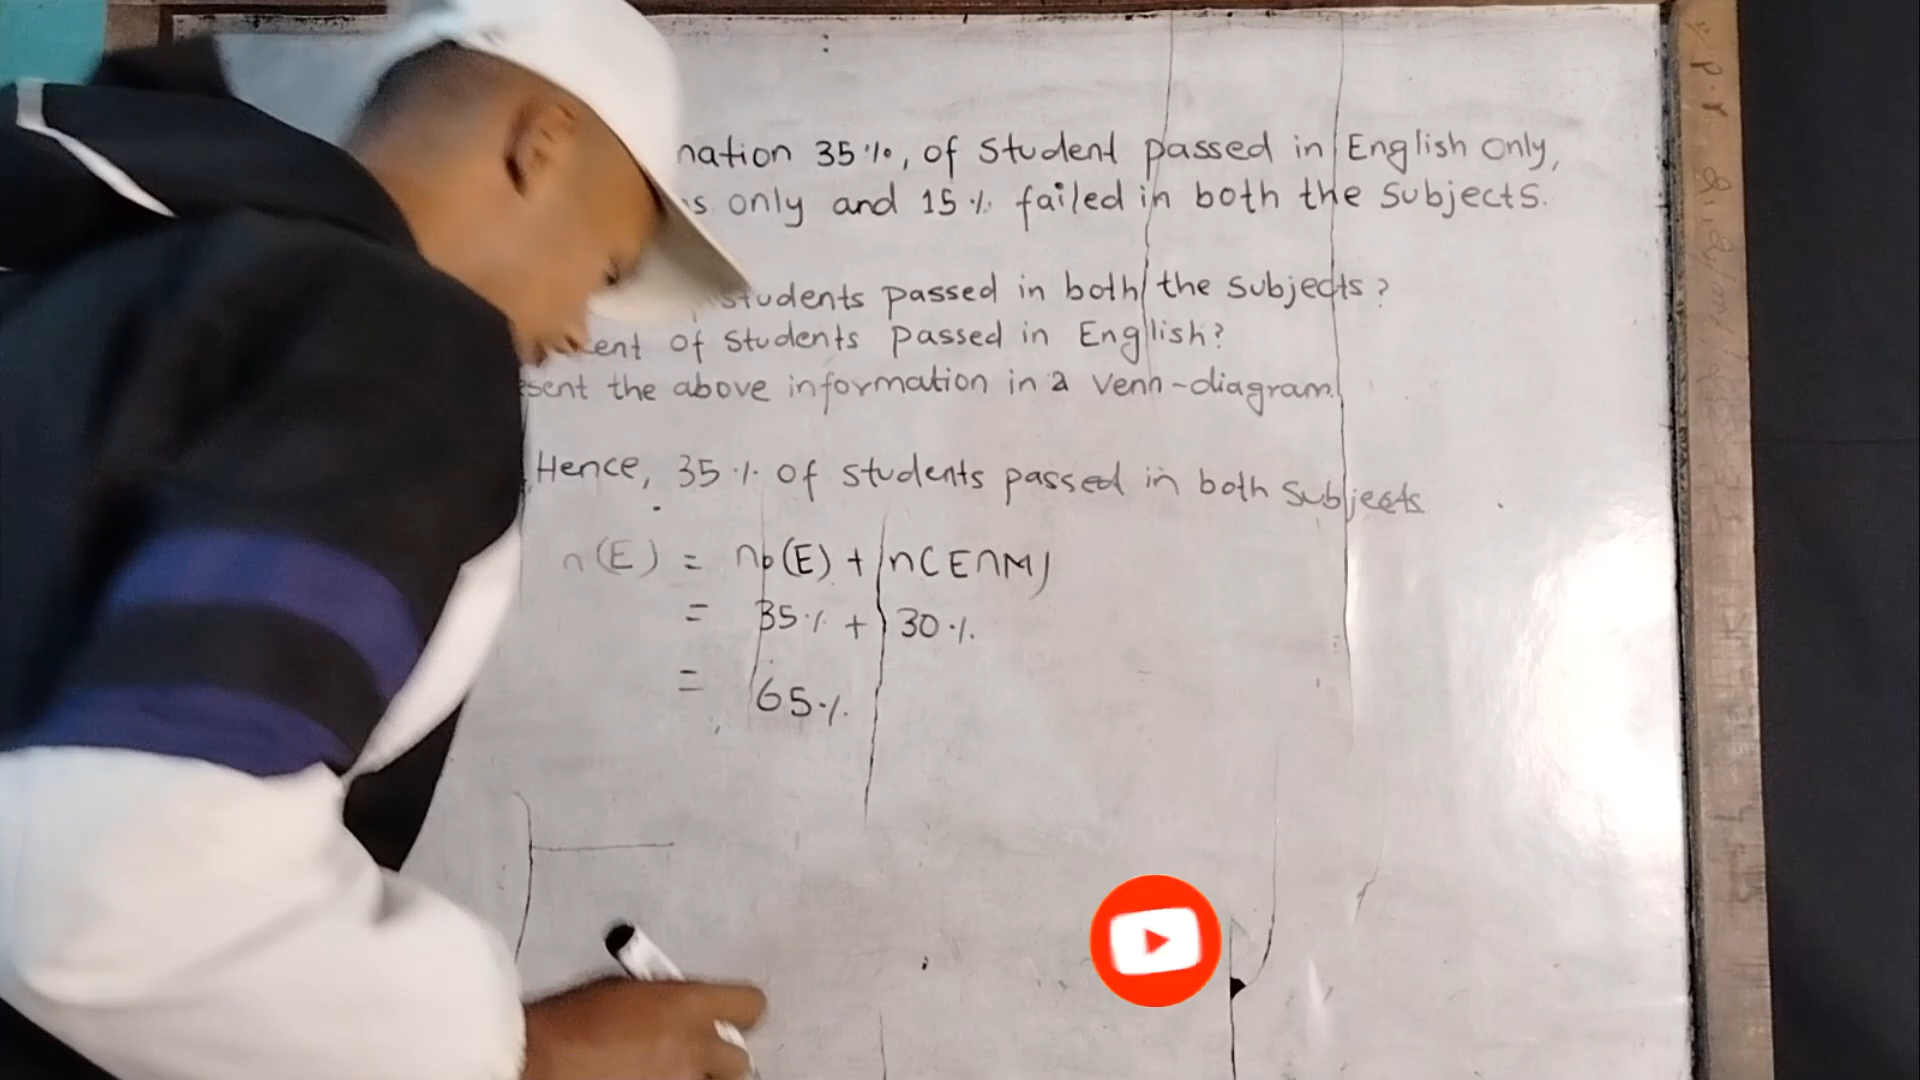 nation 35%, of Student passed in English only,
s only and 15% failed in both the Subjects.
students passed in both the Subjects?
ent of Students passed in English?
sent the above information in a Venn-diagram.
Hence, 35% of students passed in both Subjects
n(E) = no(E) + n(E∩M)
= 35% + 30%
= 65%